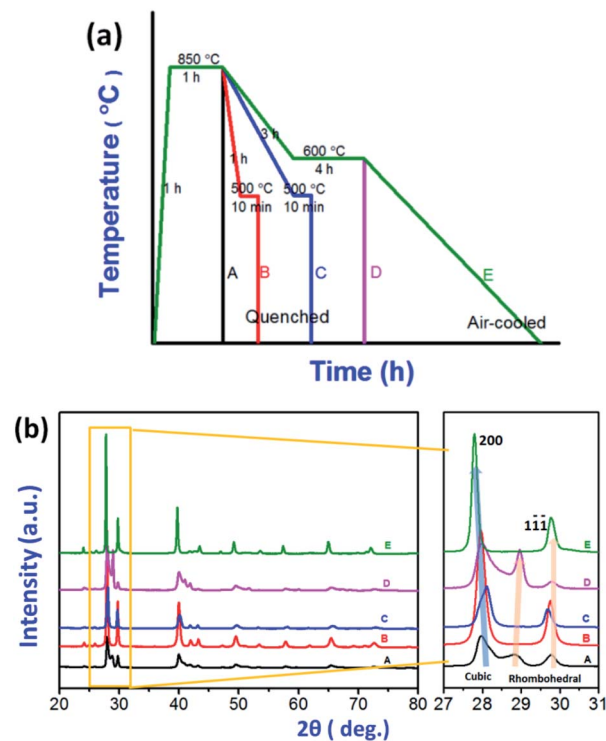 (a)
Temperature ( °C)
850 °C
1 h
1 h
1 h
3 h
600 °C
4 h
500 °C
10 min
500 °C
10 min
A
B
C
D
E
Quenched
Air-cooled
Time (h)
(b)
Intensity (a.u.)
E
D
C
B
A
20 30 40 50 60 70 80
200
1̄1̄1
E
D
C
B
A
Cubic
Rhombohedral
27 28 29 30 31
2θ ( deg.)